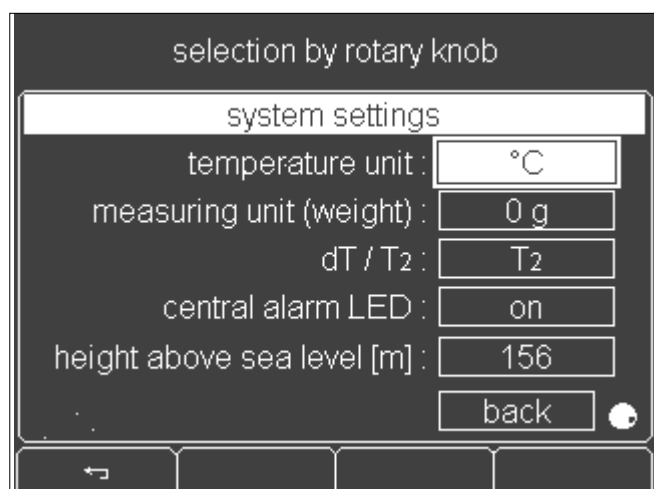 selection by rotary knob
system settings
temperature unit : °C
measuring unit (weight) : 0 g
dT / T2 : T2
central alarm LED : on
height above sea level [m] : 156
back